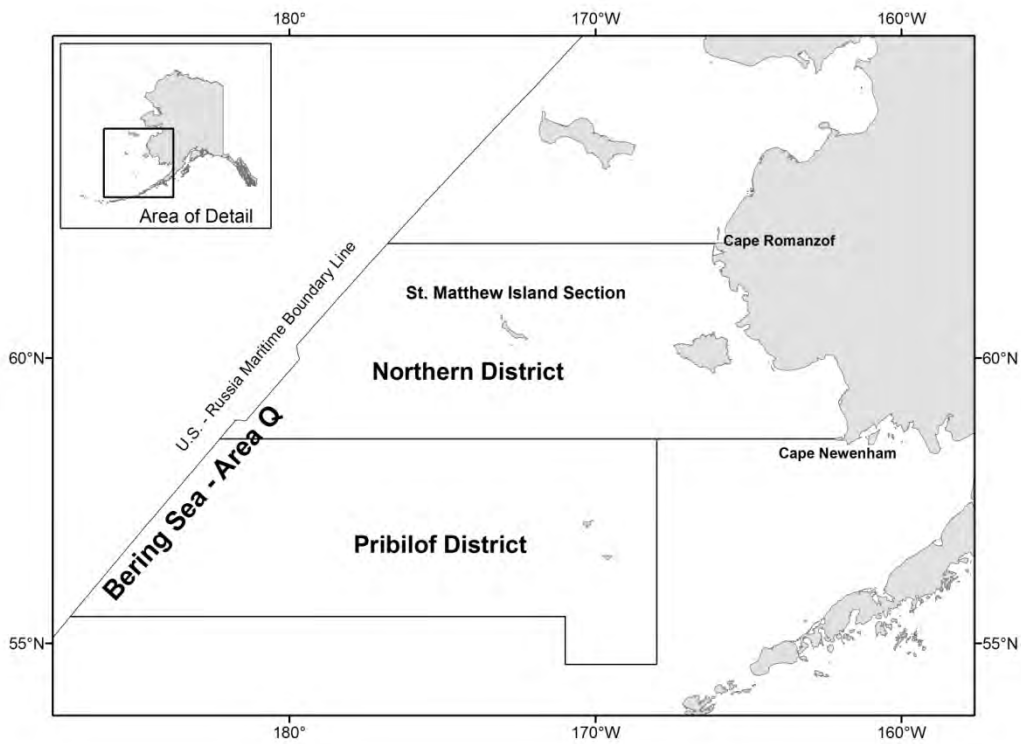 180°
170°W
160°W
Area of Detail
Cape Romanzof
U.S. - Russia Maritime Boundary Line
St. Matthew Island Section
60°N
60°N
Northern District
Bering Sea - Area Q
Cape Newenham
Pribilof District
55°N
55°N
180°
170°W
160°W